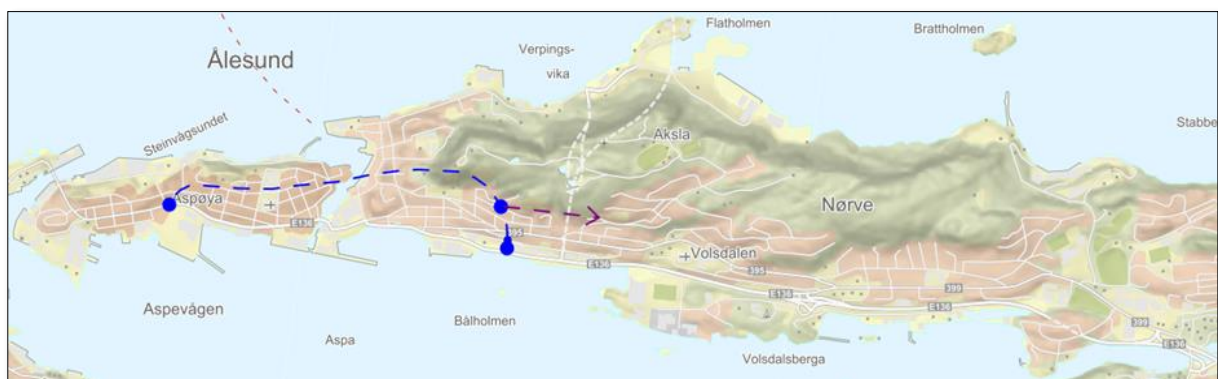 Flatholmen
Brattholmen
Ålesund
Verpings-
vika
Steinvågsundet
Stabbe
Aksla
Aspøya
Nørve
E136
395
Volsdalen
E136
395
399
E136
E136
399
E136
Aspevågen
Bålholmen
Aspa
Volsdalsberga